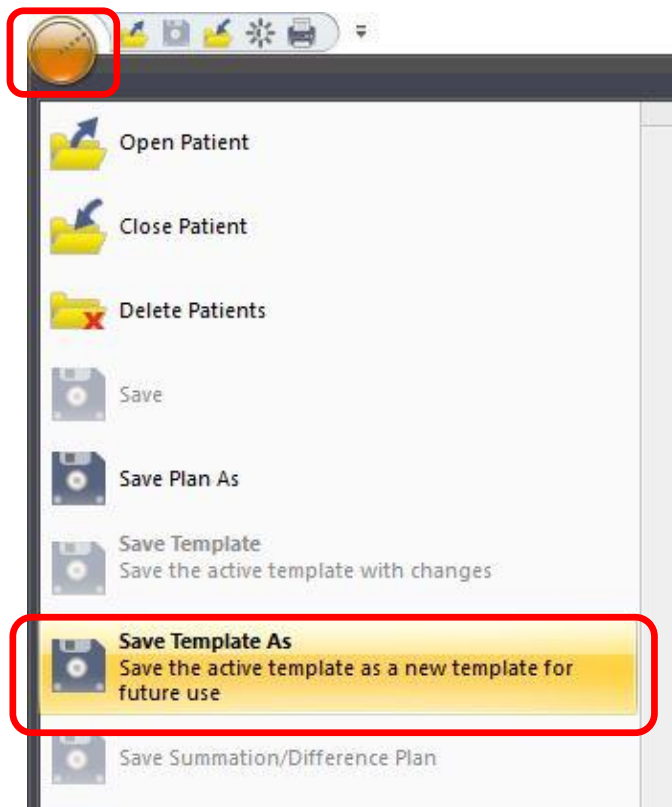 Open Patient
Close Patient
Delete Patients
Save
Save Plan As
Save Template
Save the active template with changes
Save Template As
Save the active template as a new template for
future use
Save Summation/Difference Plan